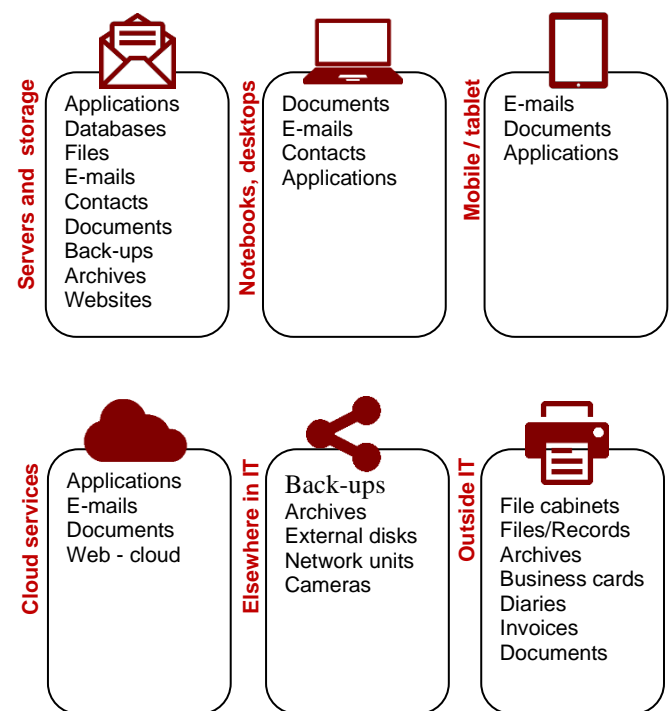 Servers and storage
Applications
Databases
Files
E-mails
Contacts
Documents
Back-ups
Archives
Websites
Notebooks, desktops
Documents
E-mails
Contacts
Applications
Mobile / tablet
E-mails
Documents
Applications
Cloud services
Applications
E-mails
Documents
Web - cloud
Elsewhere in IT
Back-ups
Archives
External disks
Network units
Cameras
Outside IT
File cabinets
Files/Records
Archives
Business cards
Diaries
Invoices
Documents